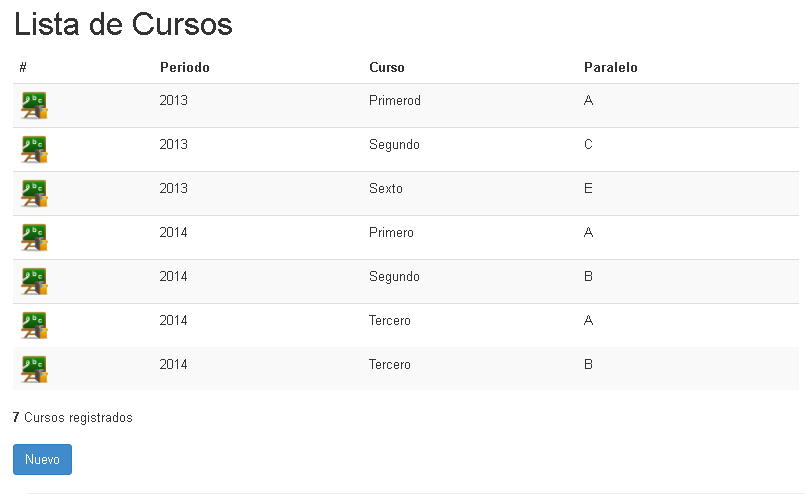 Lista de Cursos
# Periodo Curso Paralelo
2013 Primerod A
2013 Segundo C
2013 Sexto E
2014 Primero A
2014 Segundo B
2014 Tercero A
2014 Tercero B
7 Cursos registrados
Nuevo